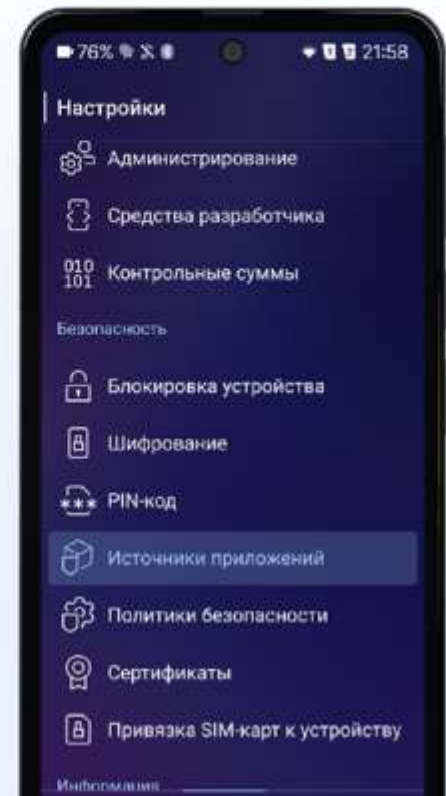 76% 21:58
Настройки
Администрирование
Средства разработчика
010
101 Контрольные суммы
Безопасность
Блокировка устройства
Шифрование
*** PIN-код
Источники приложений
Политики безопасности
Сертификаты
Привязка SIM-карт к устройству
Информация